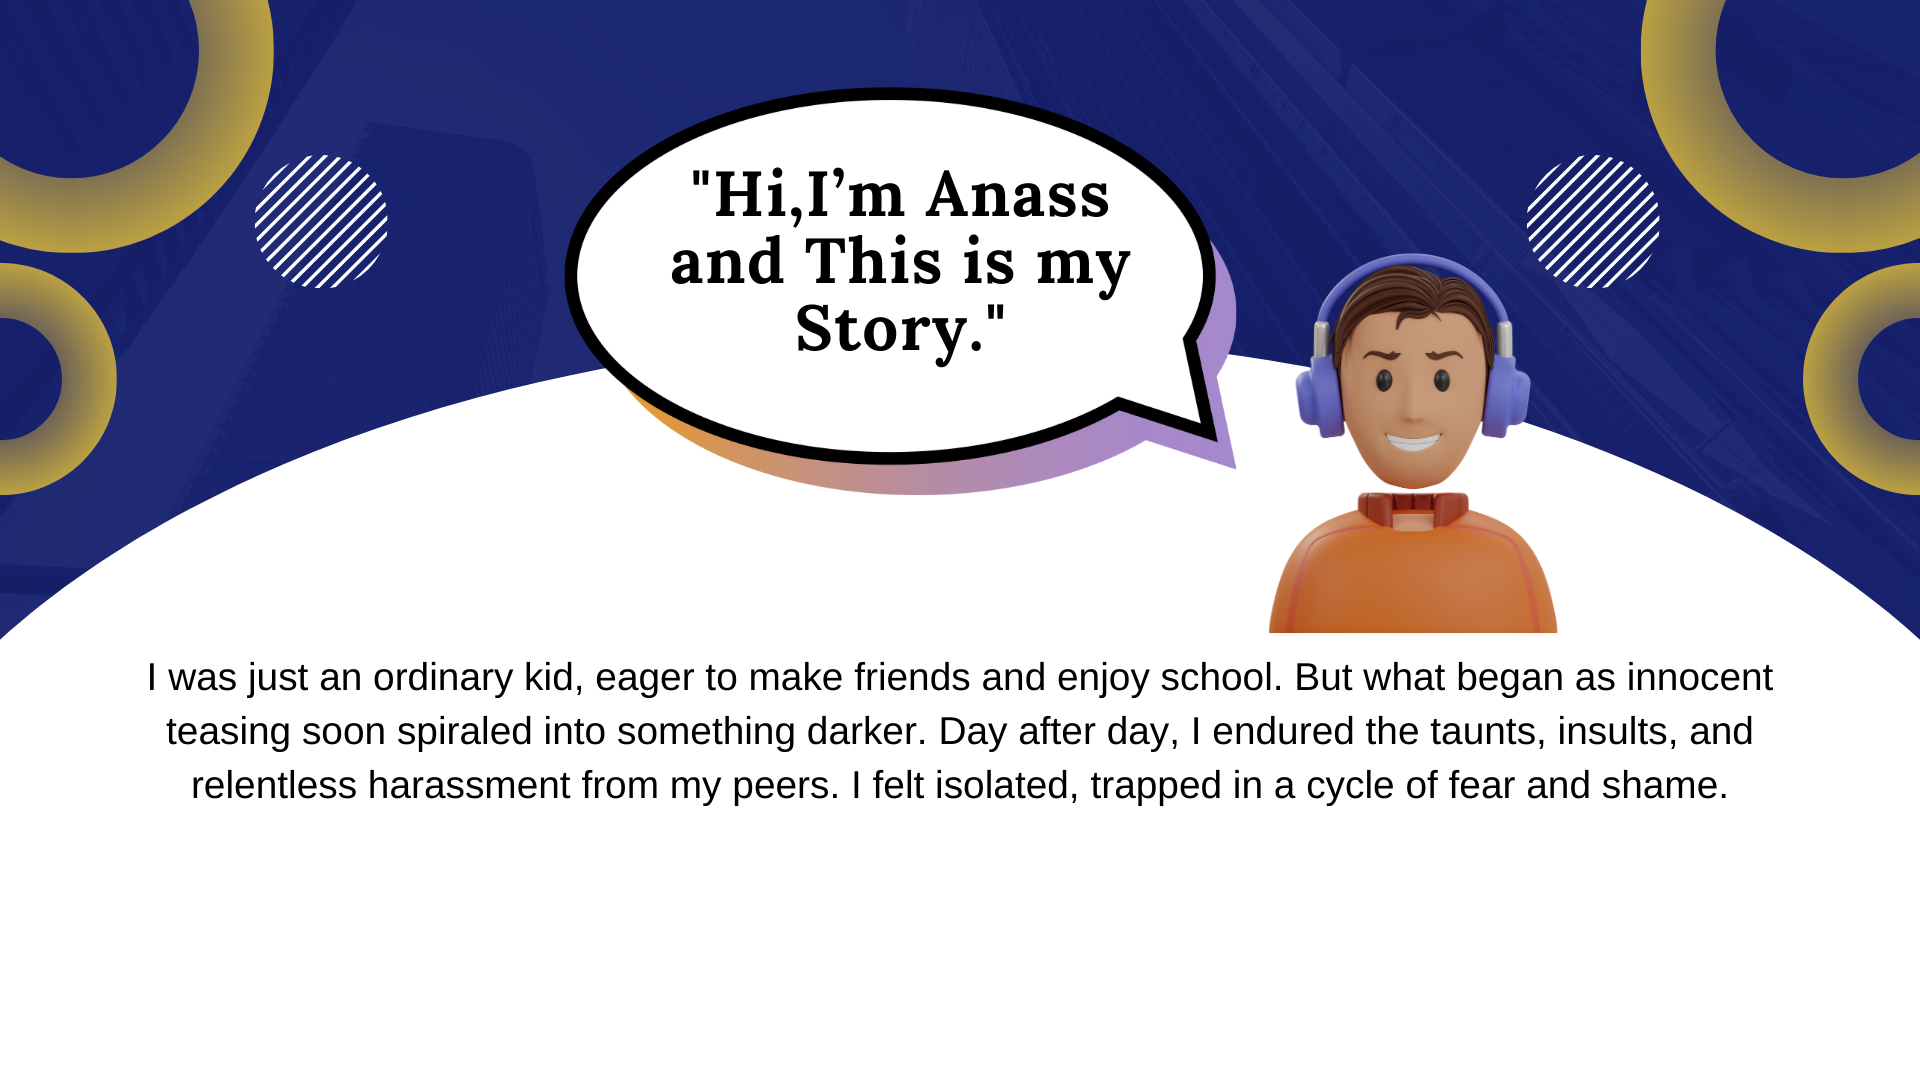 "Hi,I’m Anass
and This is my
Story."
I was just an ordinary kid, eager to make friends and enjoy school. But what began as innocent
teasing soon spiraled into something darker. Day after day, I endured the taunts, insults, and
relentless harassment from my peers. I felt isolated, trapped in a cycle of fear and shame.